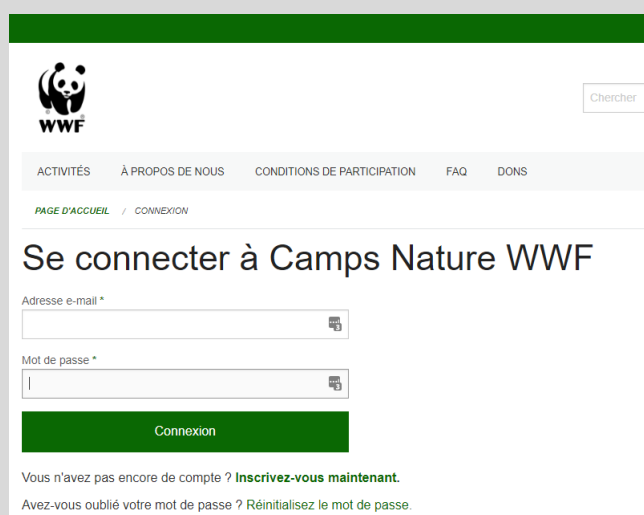 WWF
Chercher
ACTIVITÉS À PROPOS DE NOUS CONDITIONS DE PARTICIPATION FAQ DONS
PAGE D'ACCUEIL / CONNEXION
Se connecter à Camps Nature WWF
Adresse e-mail *
3
Mot de passe *
3
Connexion
Vous n'avez pas encore de compte ? Inscrivez-vous maintenant.
Avez-vous oublié votre mot de passe ? Réinitialisez le mot de passe.